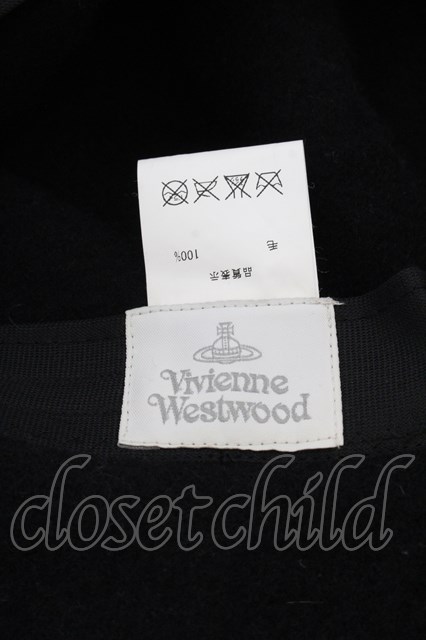 品質表示
毛 100%
Vivienne
Westwood
closetchild